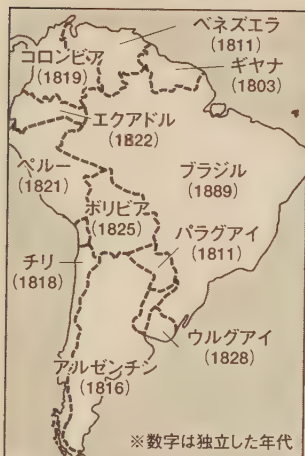 ベネズエラ
(1811)
コロンビア
(1819)
ギヤナ
(1803)
エクアドル
(1822)
ペルー
(1821)
ブラジル
(1889)
ボリビア
(1825)
パラグアイ
(1811)
チリ
(1818)
ウルグアイ
(1828)
アルゼンチン
(1816)
※数字は独立した年代